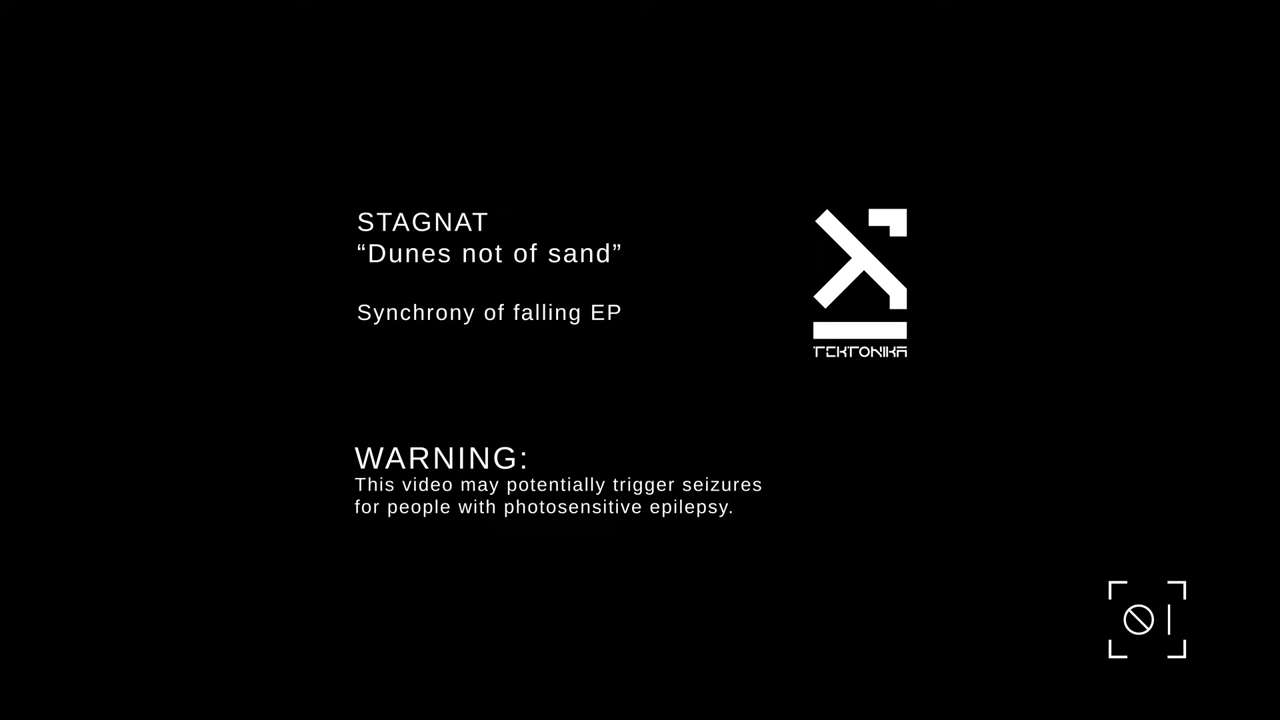 STAGNAT
“Dunes not of sand”
Synchrony of falling EP
TEKTONIKA
WARNING:
This video may potentially trigger seizures
for people with photosensitive epilepsy.